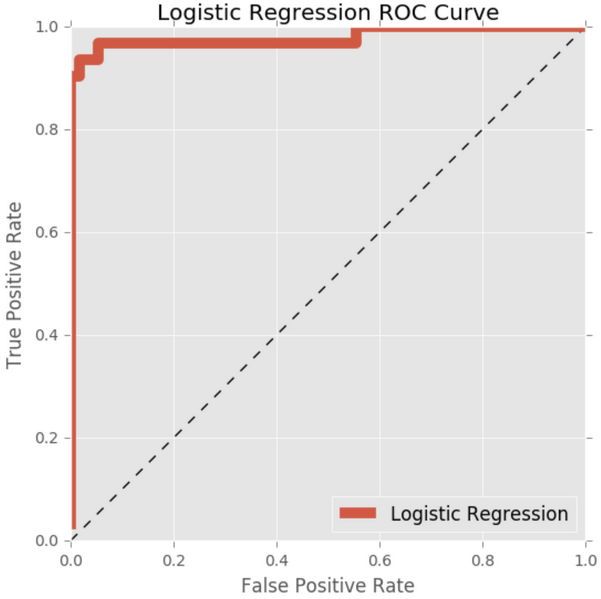 Logistic Regression ROC Curve
1.0
0.8
0.6
0.4
0.2
0.0
True Positive Rate
Logistic Regression
0.0 0.2 0.4 0.6 0.8 1.0
False Positive Rate